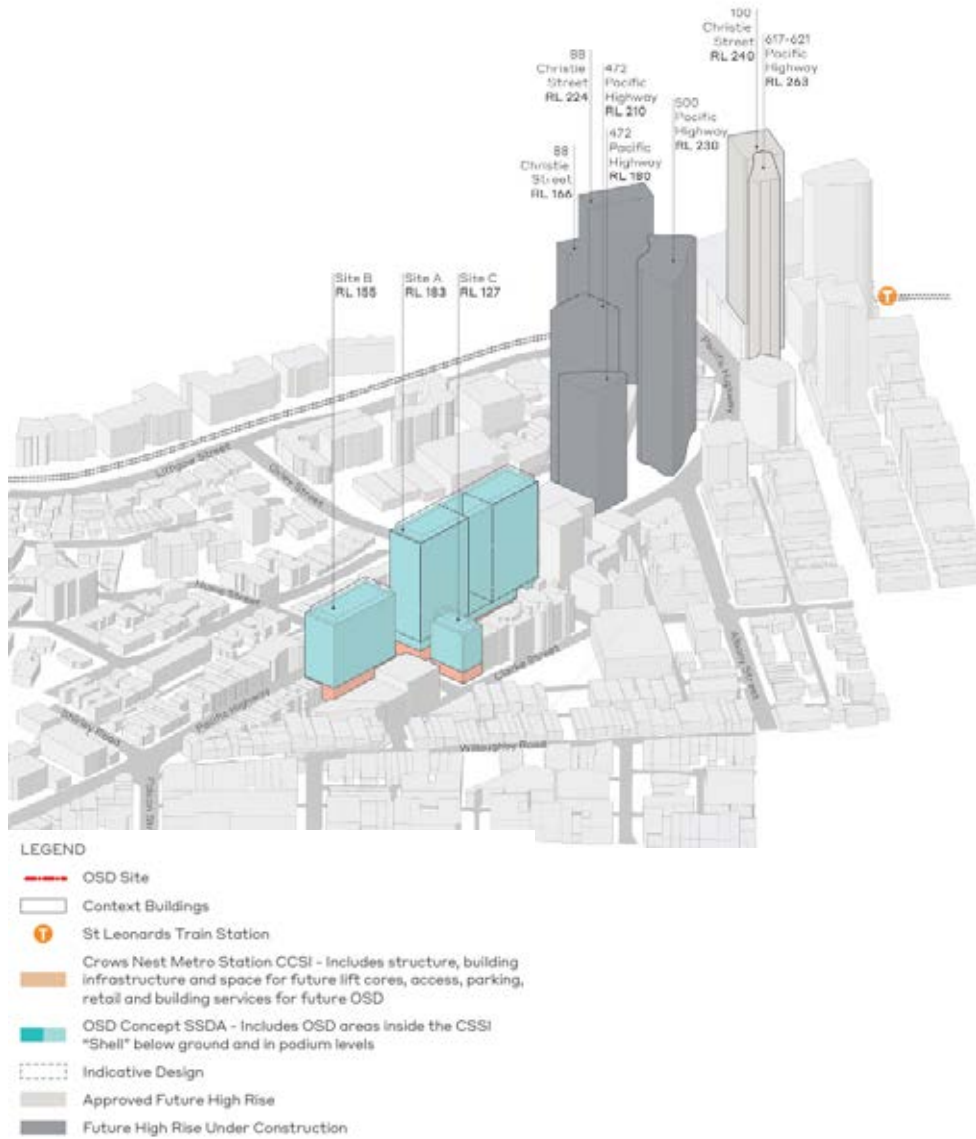 100
Christie
Street
RL 240
617-621
Pacific
Highway
RL 263
88
Christie
Street
RL 224
472
Pacific
Highway
RL 210
500
Pacific
Highway
RL 230
472
Pacific
Highway
RL 180
88
Christie
Street
RL 166
Site B
RL 155
Site A
RL 183
Site C
RL 127
T
Pacific Highway
Lithgow Street
Oxley Street
Hume Street
Clarke Street
Albany Street
Shirley Road
Pacific Highway
Willoughby Road
Falcon Str
LEGEND
OSD Site
Context Buildings
T St Leonards Train Station
Crows Nest Metro Station CCSI - Includes structure, building
infrastructure and space for future lift cores, access, parking,
retail and building services for future OSD
OSD Concept SSDA - Includes OSD areas inside the CSSI
"Shell" below ground and in podium levels
Indicative Design
Approved Future High Rise
Future High Rise Under Construction